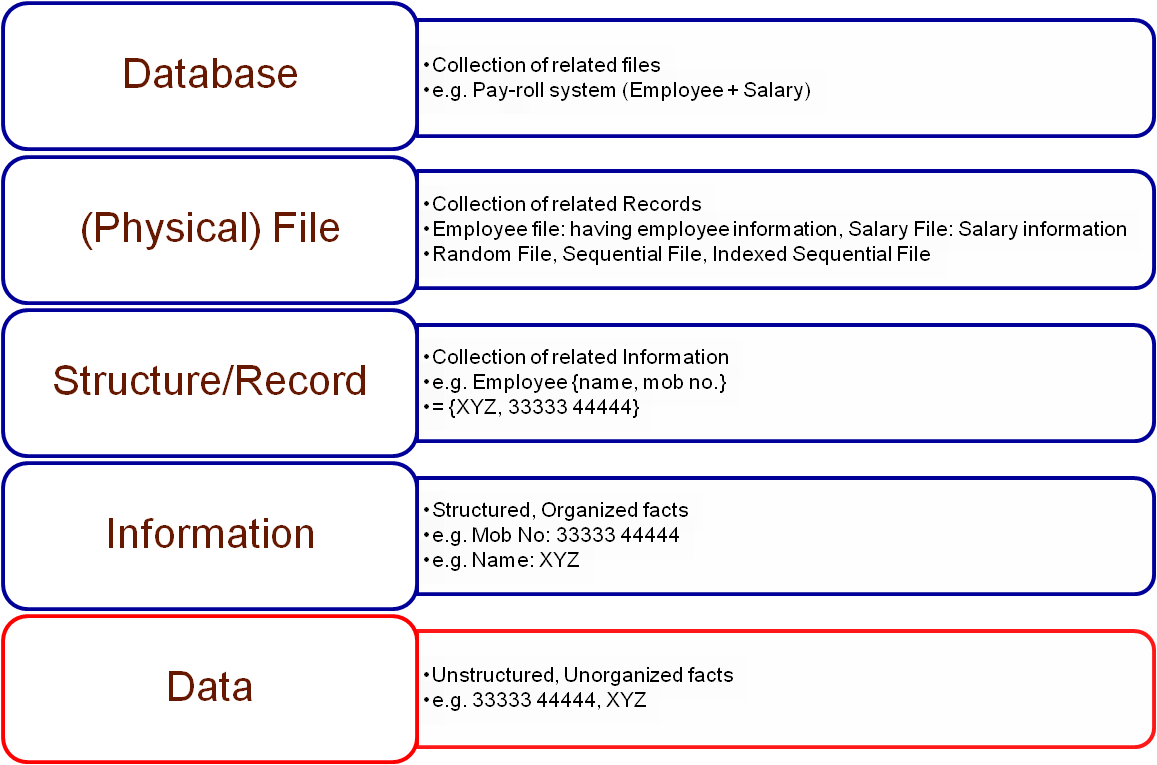 Database
•Collection of related files
•e.g. Pay-roll system (Employee + Salary)
(Physical) File
•Collection of related Records
•Employee file: having employee information, Salary File: Salary information
•Random File, Sequential File, Indexed Sequential File
Structure/Record
•Collection of related Information
•e.g. Employee {name, mob no.}
•= {XYZ, 33333 44444}
Information
•Structured, Organized facts
•e.g. Mob No: 33333 44444
•e.g. Name: XYZ
Data
•Unstructured, Unorganized facts
•e.g. 33333 44444, XYZ